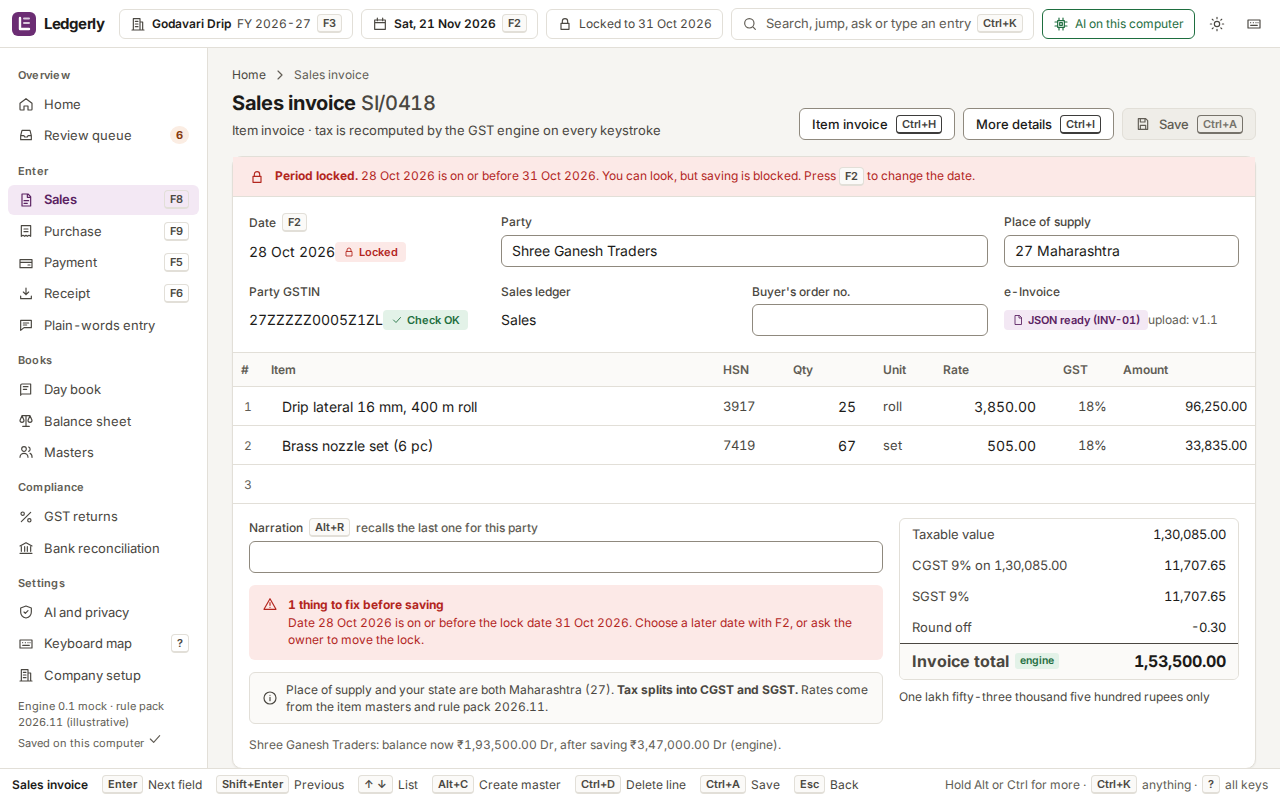 Ledgerly
Godavari Drip FY 2026-27 F3
Sat, 21 Nov 2026 F2
Locked to 31 Oct 2026
Search, jump, ask or type an entry Ctrl+K
AI on this computer
Overview
Home
Review queue 6
Enter
Sales F8
Purchase F9
Payment F5
Receipt F6
Plain-words entry
Books
Day book
Balance sheet
Masters
Compliance
GST returns
Bank reconciliation
Settings
AI and privacy
Keyboard map ?
Company setup
Engine 0.1 mock · rule pack
2026.11 (illustrative)
Saved on this computer
Home > Sales invoice
Sales invoice SI/0418
Item invoice · tax is recomputed by the GST engine on every keystroke
Item invoice Ctrl+H
More details Ctrl+I
Save Ctrl+A
Period locked. 28 Oct 2026 is on or before 31 Oct 2026. You can look, but saving is blocked. Press F2 to change the date.
Date F2 Party Place of supply
28 Oct 2026 Locked Shree Ganesh Traders 27 Maharashtra
Party GSTIN Sales ledger Buyer's order no. e-Invoice
27ZZZZZ0005Z1ZL Check OK Sales JSON ready (INV-01) upload: v1.1
# Item HSN Qty Unit Rate GST Amount
1 Drip lateral 16 mm, 400 m roll 3917 25 roll 3,850.00 18% 96,250.00
2 Brass nozzle set (6 pc) 7419 67 set 505.00 18% 33,835.00
3
Narration Alt+R recalls the last one for this party
1 thing to fix before saving
Date 28 Oct 2026 is on or before the lock date 31 Oct 2026. Choose a later date with F2, or ask the
owner to move the lock.
Place of supply and your state are both Maharashtra (27). Tax splits into CGST and SGST. Rates come
from the item masters and rule pack 2026.11.
Shree Ganesh Traders: balance now ₹1,93,500.00 Dr, after saving ₹3,47,000.00 Dr (engine).
Taxable value 1,30,085.00
CGST 9% on 1,30,085.00 11,707.65
SGST 9% 11,707.65
Round off -0.30
Invoice total engine 1,53,500.00
One lakh fifty-three thousand five hundred rupees only
Sales invoice Enter Next field Shift+Enter Previous ↑ ↓ List Alt+C Create master Ctrl+D Delete line Ctrl+A Save Esc Back Hold Alt or Ctrl for more · Ctrl+K anything · ? all keys